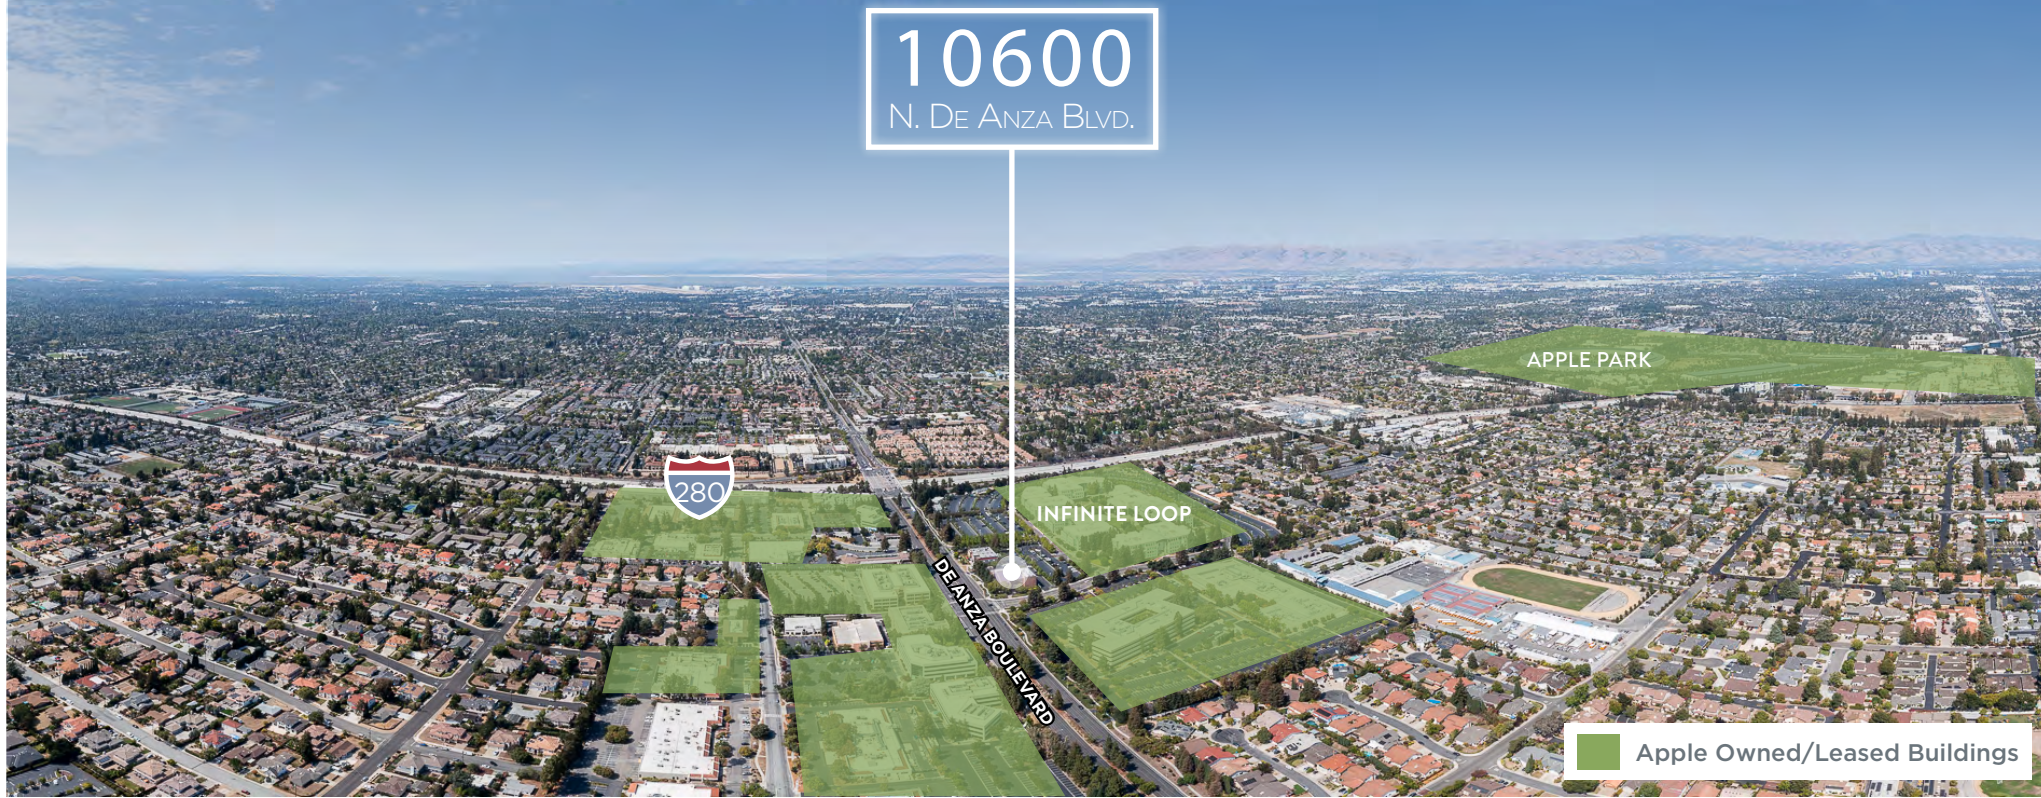 10600
N. De Anza Blvd.
APPLE PARK
280
INFINITE LOOP
DE ANZA BOULEVARD
Apple Owned/Leased Buildings